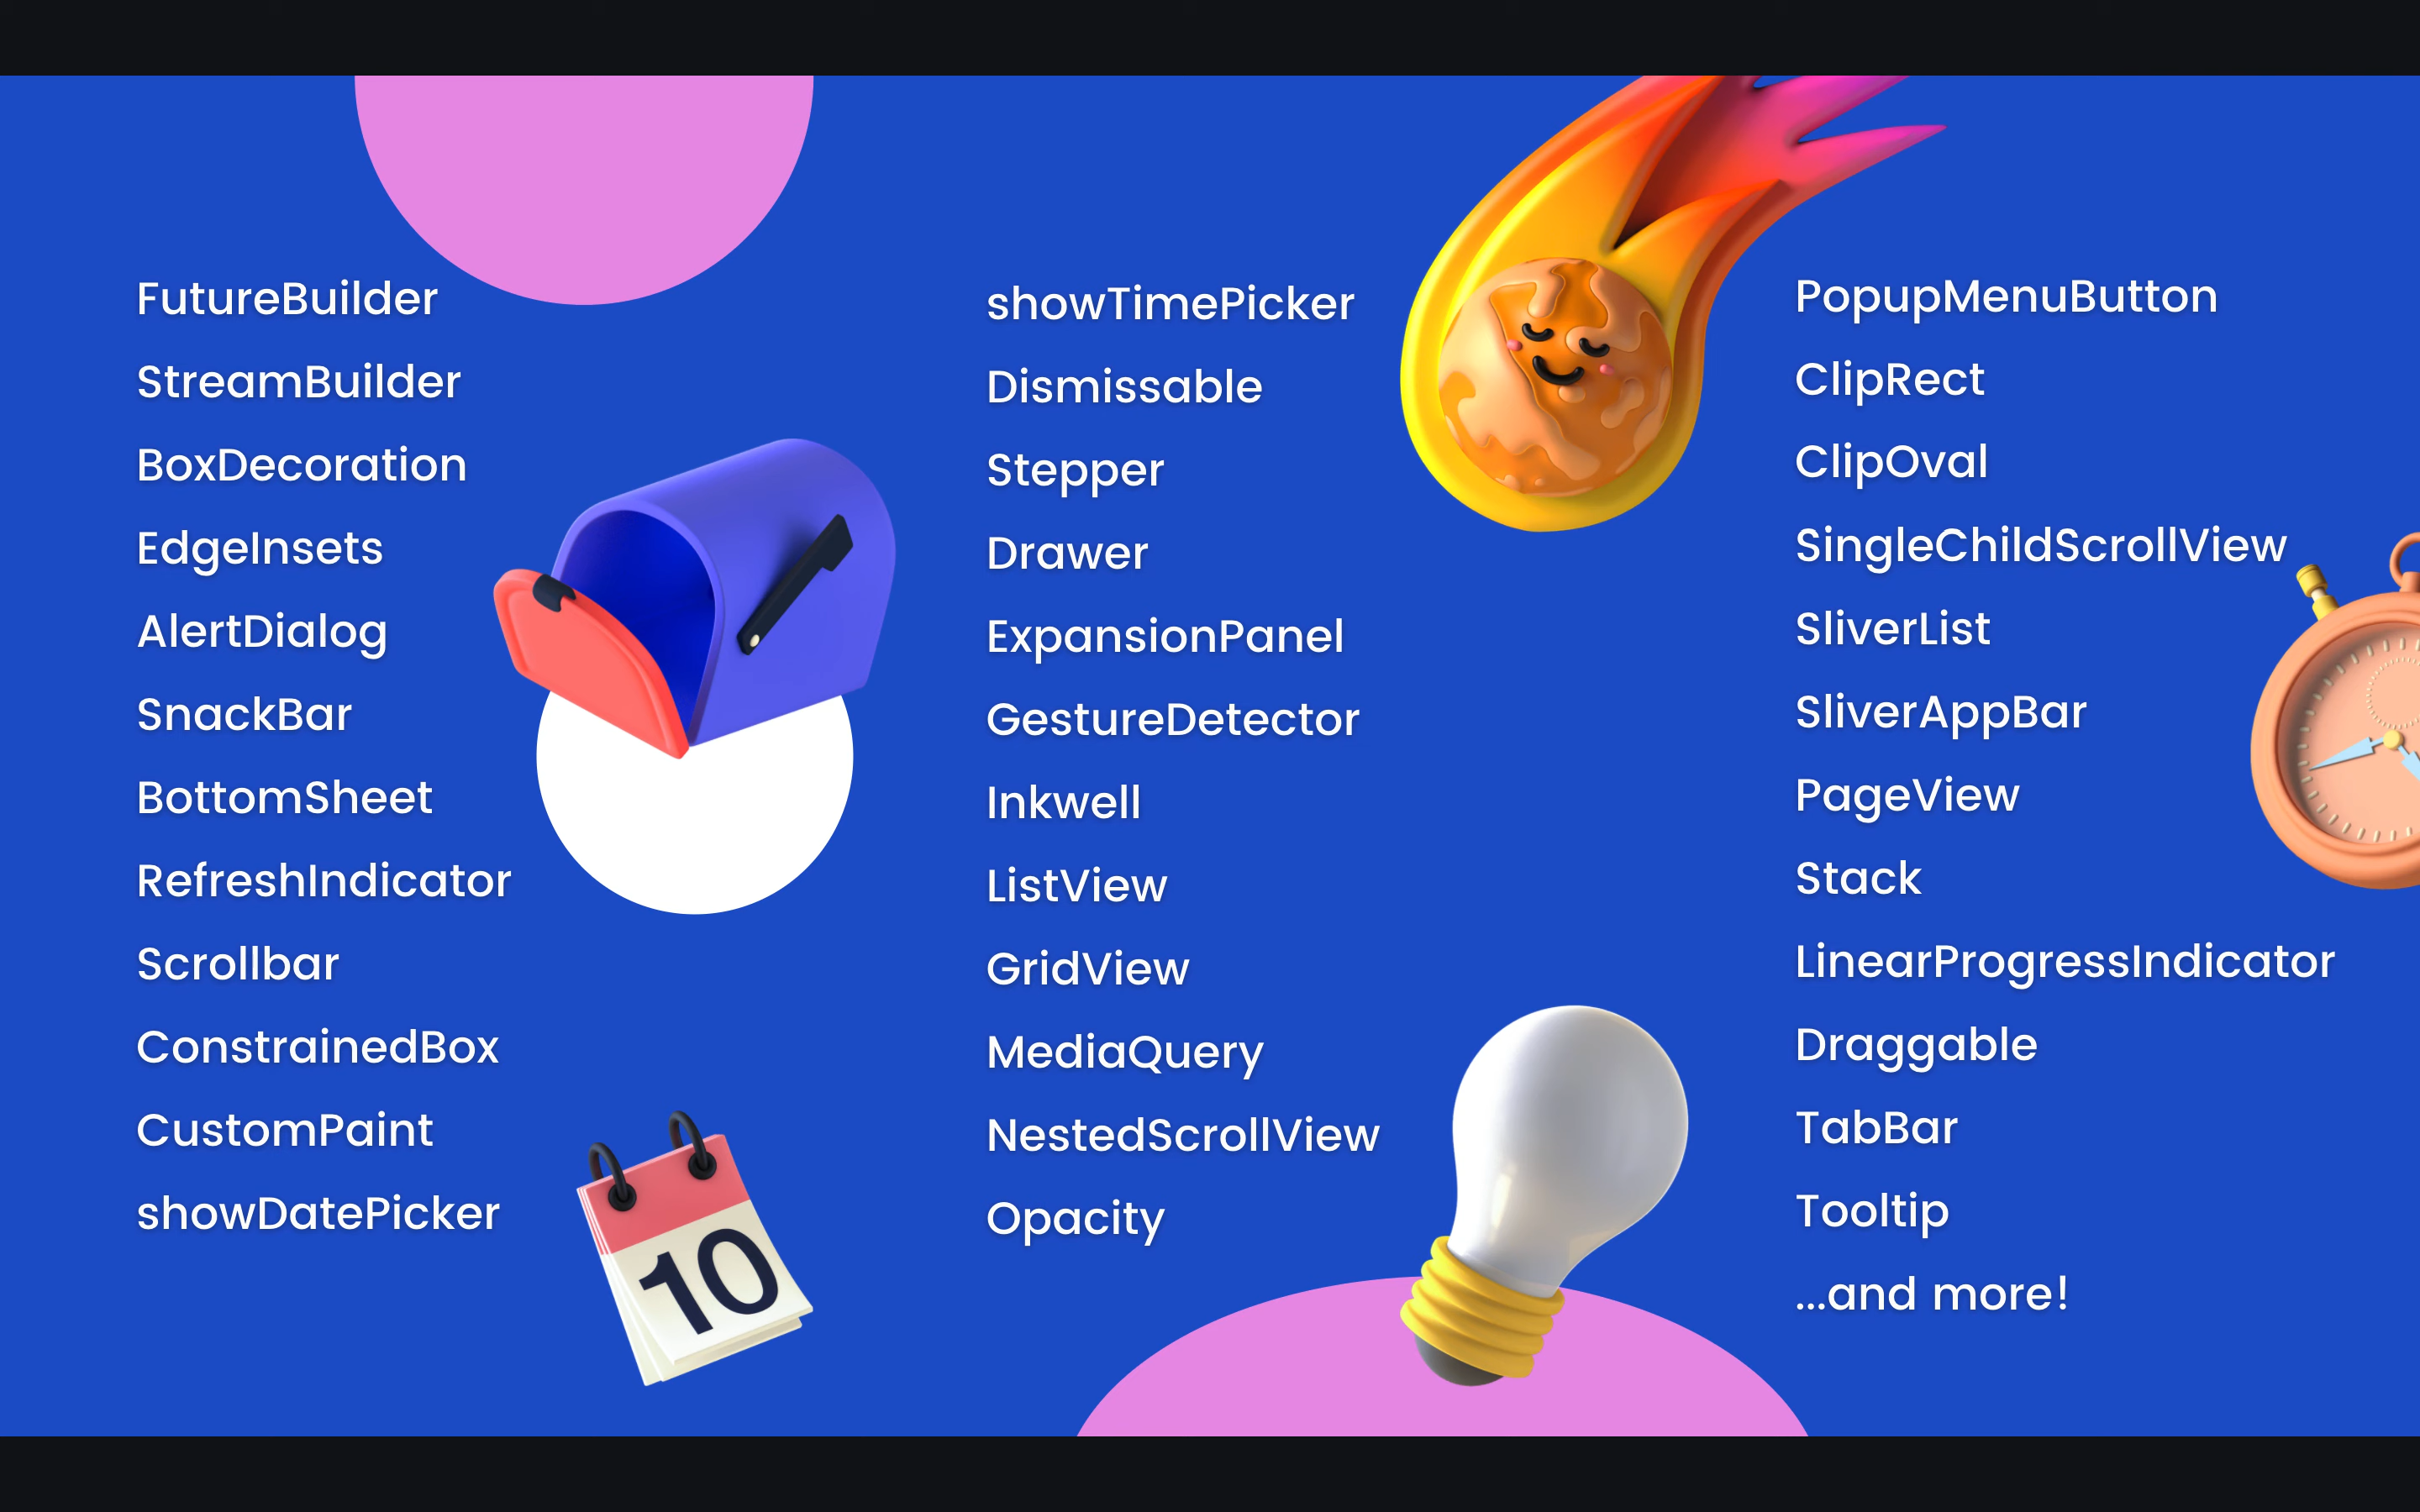 FutureBuilder
StreamBuilder
BoxDecoration
EdgeInsets
AlertDialog
SnackBar
BottomSheet
RefreshIndicator
Scrollbar
ConstrainedBox
CustomPaint
showDatePicker
10
showTimePicker
Dismissable
Stepper
Drawer
ExpansionPanel
GestureDetector
Inkwell
ListView
GridView
MediaQuery
NestedScrollView
Opacity
PopupMenuButton
ClipRect
ClipOval
SingleChildScrollView
SliverList
SliverAppBar
PageView
Stack
LinearProgressIndicator
Draggable
TabBar
Tooltip
...and more!